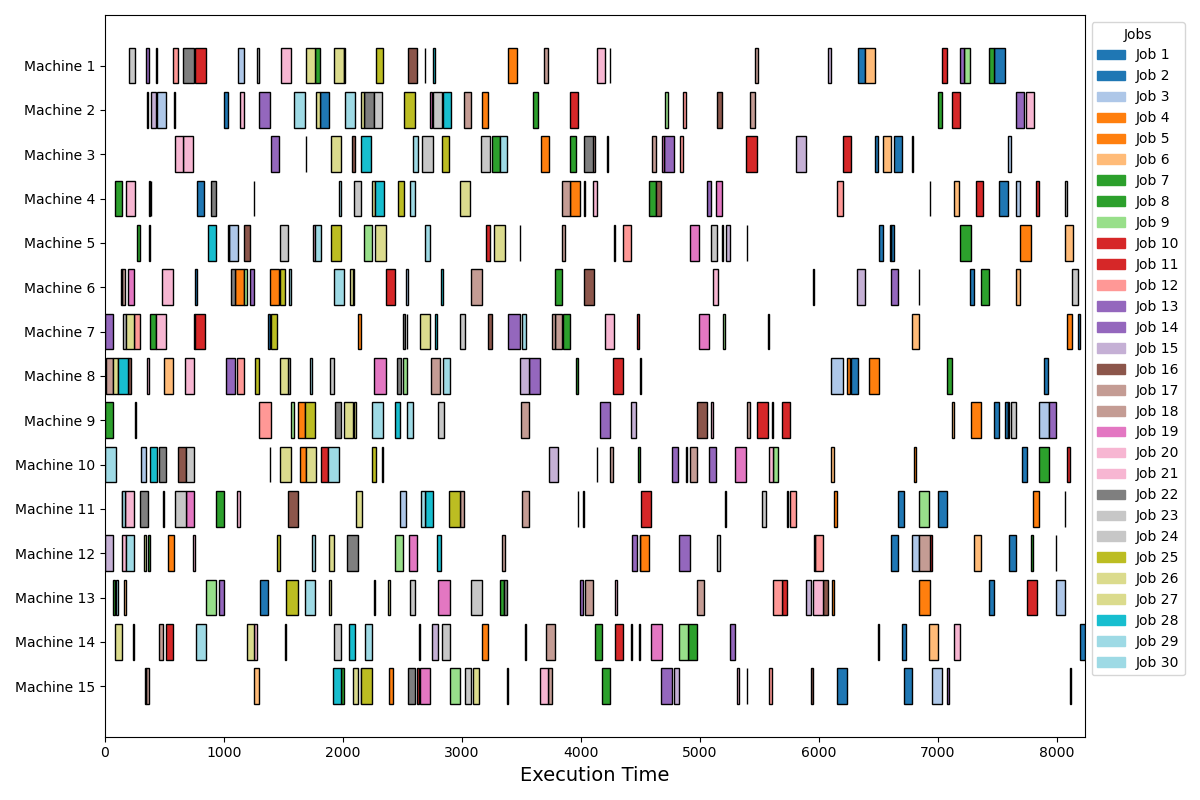 Machine 1
Machine 2
Machine 3
Machine 4
Machine 5
Machine 6
Machine 7
Machine 8
Machine 9
Machine 10
Machine 11
Machine 12
Machine 13
Machine 14
Machine 15
0 1000 2000 3000 4000 5000 6000 7000 8000
Execution Time
Jobs
Job 1
Job 2
Job 3
Job 4
Job 5
Job 6
Job 7
Job 8
Job 9
Job 10
Job 11
Job 12
Job 13
Job 14
Job 15
Job 16
Job 17
Job 18
Job 19
Job 20
Job 21
Job 22
Job 23
Job 24
Job 25
Job 26
Job 27
Job 28
Job 29
Job 30